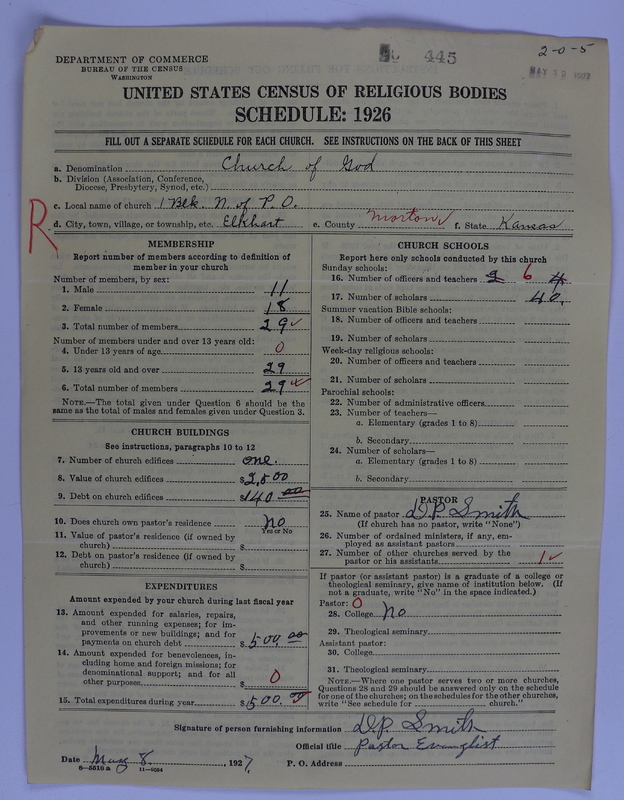 DEPARTMENT OF COMMERCE
BUREAU OF THE CENSUS
WASHINGTON
445
2-0-5
UNITED STATES CENSUS OF RELIGIOUS BODIES
SCHEDULE: 1926
FILL OUT A SEPARATE SCHEDULE FOR EACH CHURCH. SEE INSTRUCTIONS ON THE BACK OF THIS SHEET
a. Denomination Church of God
b. Division (Association, Conference, Diocese, Presbytery, Synod, etc.)
c. Local name of church 1 Blk. N. of P.O.
R
d. City, town, village, or township, etc. Elkhart e. County Morton f. State Kansas
MEMBERSHIP
Report number of members according to definition of member in your church
Number of members, by sex:
1. Male 11
2. Female 18
3. Total number of members 29
Number of members under and over 13 years old:
4. Under 13 years of age 0
5. 13 years old and over 29
6. Total number of members 29
NOTE.—The total given under Question 6 should be the same as the total of males and females given under Question 3.
CHURCH BUILDINGS
See instructions, paragraphs 10 to 12
7. Number of church edifices one.
8. Value of church edifices $2,500
9. Debt on church edifices $140.00
10. Does church own pastor's residence no
Yes or No
11. Value of pastor's residence (if owned by church) $
12. Debt on pastor's residence (if owned by church) $
EXPENDITURES
Amount expended by your church during last fiscal year
13. Amount expended for salaries, repairs, and other running expenses; for improvements or new buildings; and for payments on church debt $500.00
14. Amount expended for benevolences, including home and foreign missions; for denominational support; and for all other purposes $ 0
15. Total expenditures during year $500.00
CHURCH SCHOOLS
Report here only schools conducted by this church
Sunday schools:
16. Number of officers and teachers 2 6 4
17. Number of scholars 40.
Summer vacation Bible schools:
18. Number of officers and teachers
19. Number of scholars
Week-day religious schools:
20. Number of officers and teachers
21. Number of scholars
Parochial schools:
22. Number of administrative officers
23. Number of teachers—
a. Elementary (grades 1 to 8)
b. Secondary
24. Number of scholars—
a. Elementary (grades 1 to 8)
b. Secondary
PASTOR
25. Name of pastor D.P. Smith
(If church has no pastor, write "None")
26. Number of ordained ministers, if any, employed as assistant pastors
27. Number of other churches served by the pastor or his assistants 1
If pastor (or assistant pastor) is a graduate of a college or theological seminary, give name of institution below. (If not a graduate, write "No" in the space indicated.)
Pastor: 0
28. College no
29. Theological seminary
Assistant pastor:
30. College
31. Theological seminary
NOTE.—Where one pastor serves two or more churches, Questions 28 and 29 should be answered only on the schedule for one of the churches; on the schedules for the other churches, write "See schedule for church."
Signature of person furnishing information D.P. Smith
Official title Pastor Evanglist
Date May 8, 1927.
P. O. Address
8-5516 a 11-9034